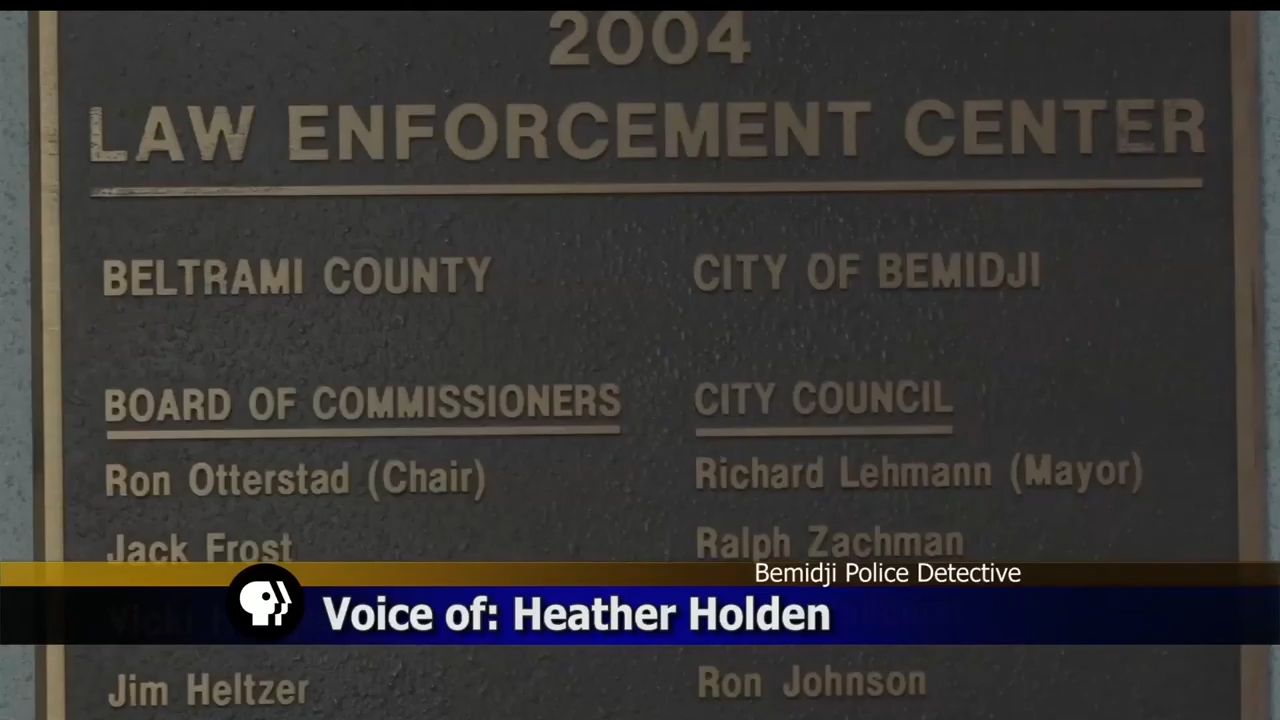 2004
LAW ENFORCEMENT CENTER
BELTRAMI COUNTY
CITY OF BEMIDJI
BOARD OF COMMISSIONERS
CITY COUNCIL
Ron Otterstad (Chair)
Richard Lehmann (Mayor)
Jack Frost
Ralph Zachman
Bemidji Police Detective
Vicki
Voice of: Heather Holden
Jim Heltzer
Ron Johnson